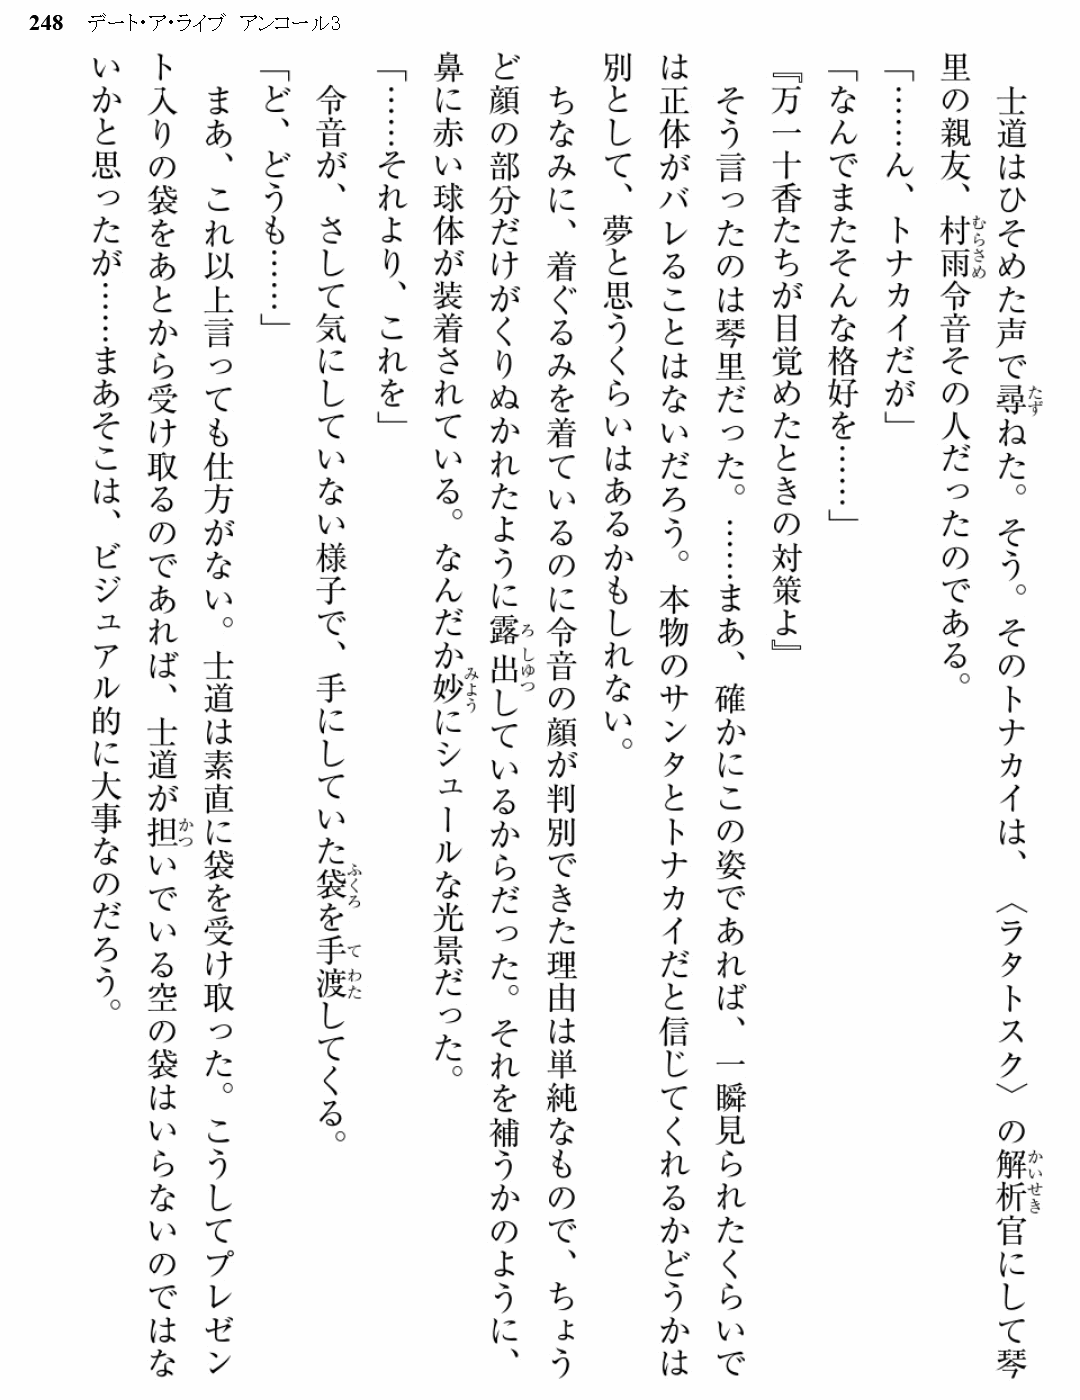 248 デート・ア・ライブ アンコール3
士道はひそめた声で尋ねた。そう。そのトナカイは、〈ラタトスク〉の解析官にして琴
里の親友、村雨令音その人だったのである。
「……ん、トナカイだが」
「なんでまたそんな格好を……」
『万一十香たちが目覚めたときの対策よ』
そう言ったのは琴里だった。……まあ、確かにこの姿であれば、一瞬見られたくらいで
は正体がバレることはないだろう。本物のサンタとトナカイだと信じてくれるかどうかは
別として、夢と思うくらいはあるかもしれない。
ちなみに、着ぐるみを着ているのに令音の顔が判別できた理由は単純なもので、ちょう
ど顔の部分だけがくりぬかれたように露出しているからだった。それを補うかのように、
鼻に赤い球体が装着されている。なんだか妙にシュールな光景だった。
「……それより、これを」
令音が、さして気にしていない様子で、手にしていた袋を手渡してくる。
「ど、どうも……」
まあ、これ以上言っても仕方がない。士道は素直に袋を受け取った。こうしてプレゼン
ト入りの袋をあとから受け取るのであれば、士道が担いでいる空の袋はいらないのではな
いかと思ったが……まあそこは、ビジュアル的に大事なのだろう。